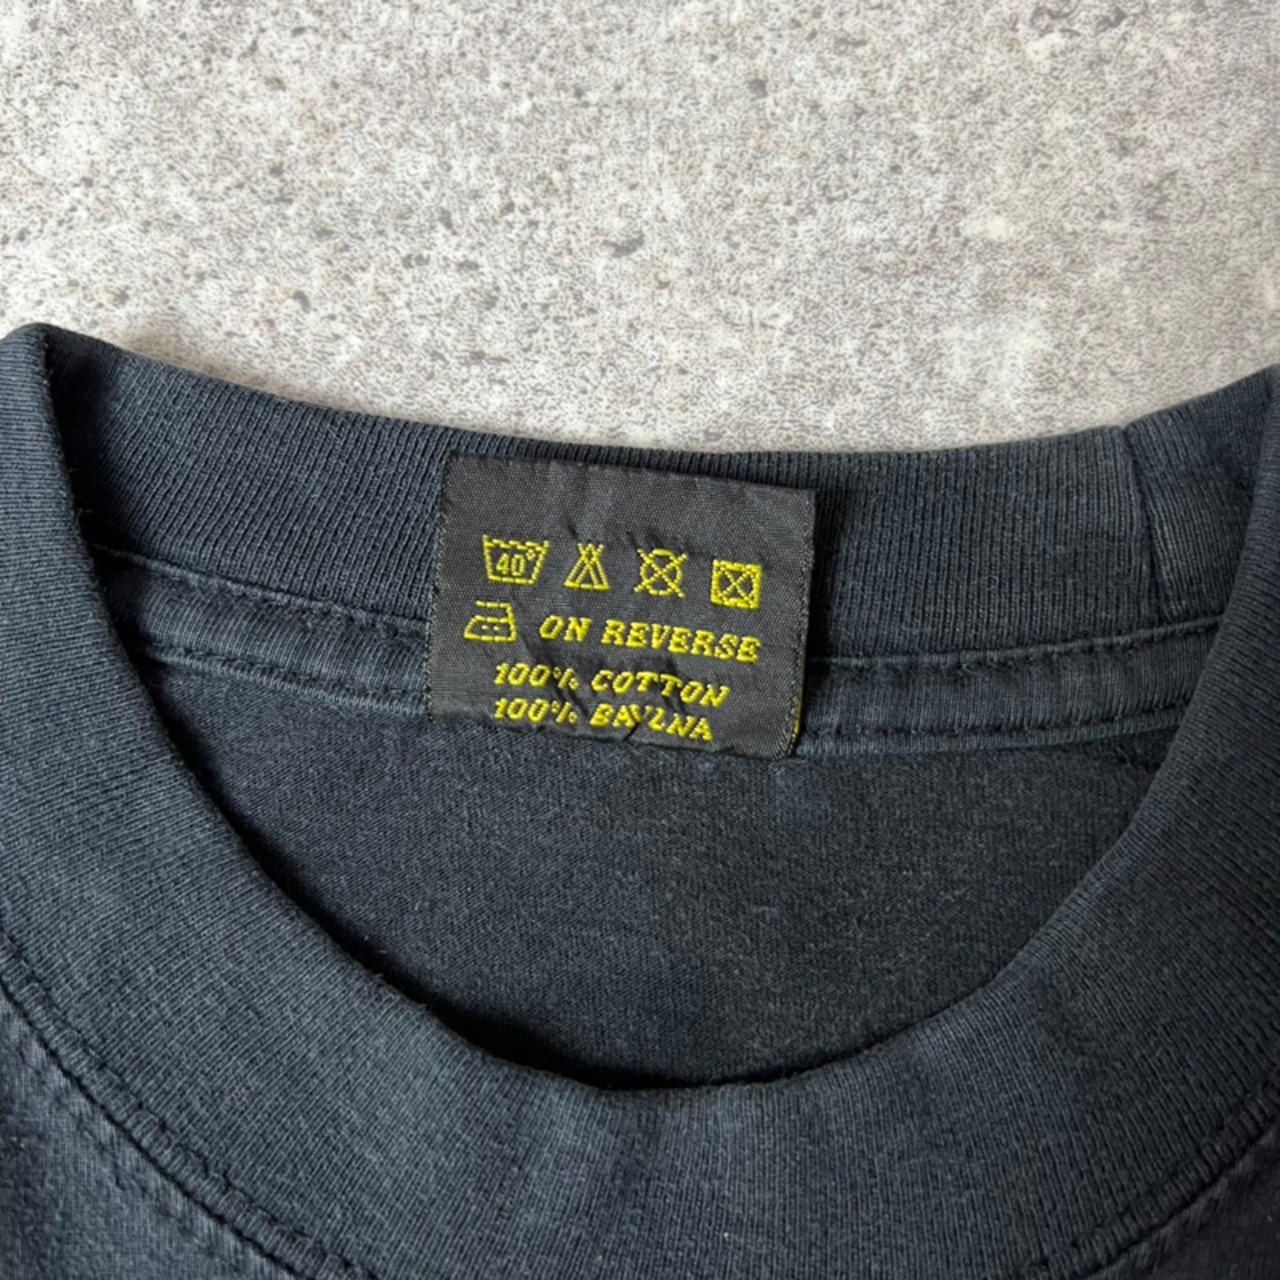 40°
ON REVERSE
100% COTTON
100% BAVLNA